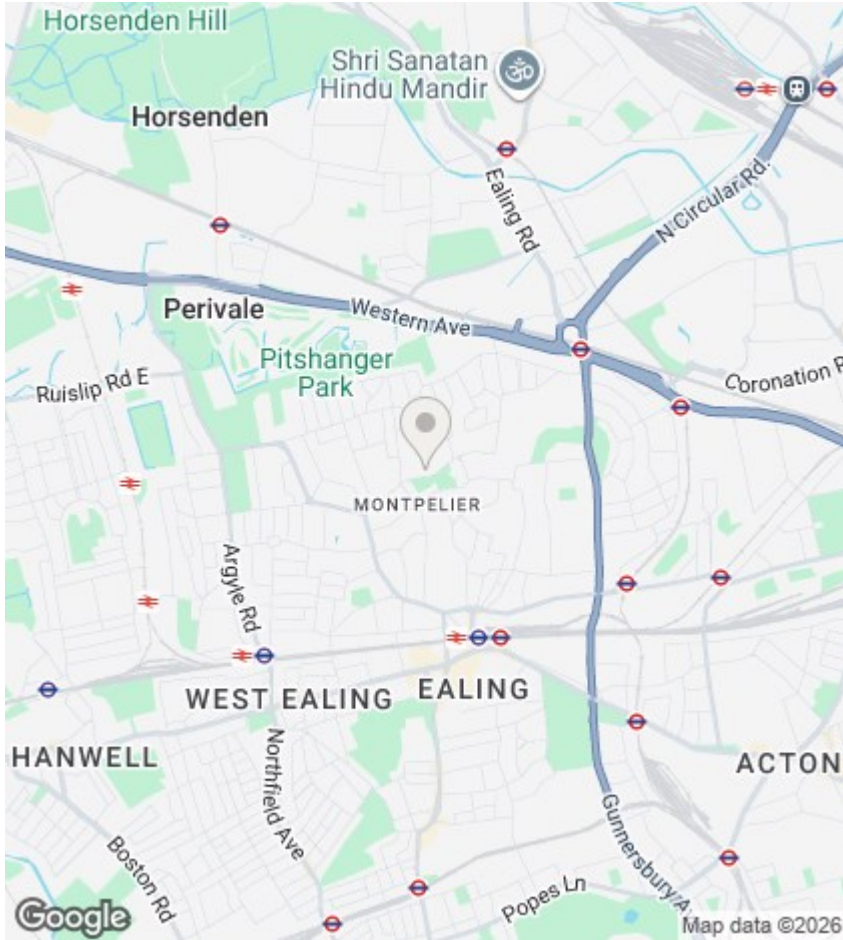 Horsenden Hill
Shri Sanatan
Hindu Mandir
Horsenden
Ealing Rd
N Circular Rd.
Perivale
Western Ave
Pitshanger
Park
Ruislip Rd E
Coronation R
MONTPELIER
Argyle Rd
WEST EALING
EALING
HANWELL
ACTON
Northfield Ave
Gunnersbury Av
Boston Rd
Popes Ln
Google
Map data ©2026